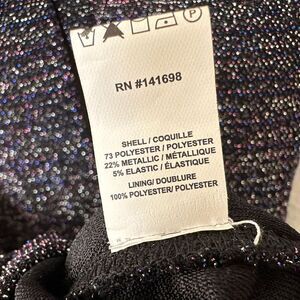 RN #141698
SHELL / COQUILLE
73 POLYESTER / POLYESTER
22% METALLIC / MÉTALLIQUE
5% ELASTIC / ÉLASTIQUE
LINING/ DOUBLURE
100% POLYESTER/ POLYESTER